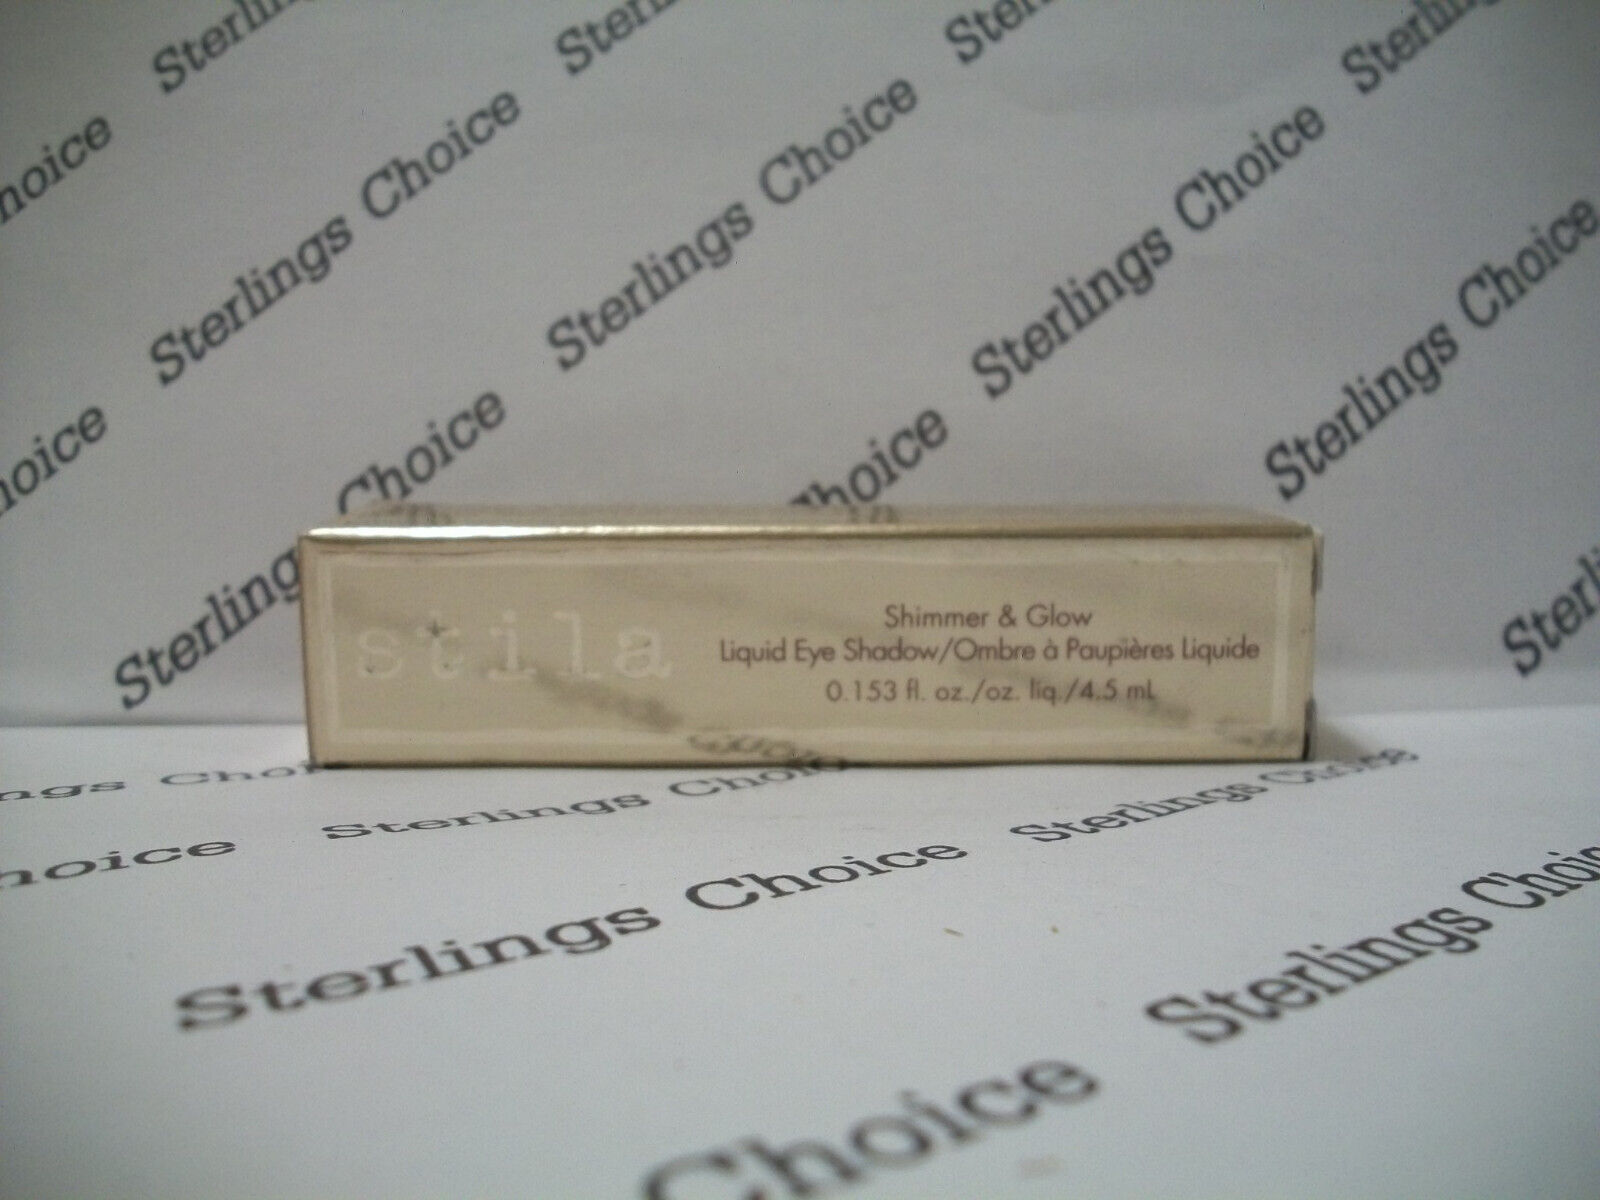 Sterlings Choice
Sterlings Choice
Sterlings Choice
Sterlings Choice
Sterlings Choice
Choice
Choice
stila
Shimmer & Glow
Liquid Eye Shadow/Ombre à Paupières Liquide
0.153 fl. oz./oz. liq./4.5 mL
Sterlings Choice
Sterlings Choice
Sterlings Choice
Sterlings Choice
Choice